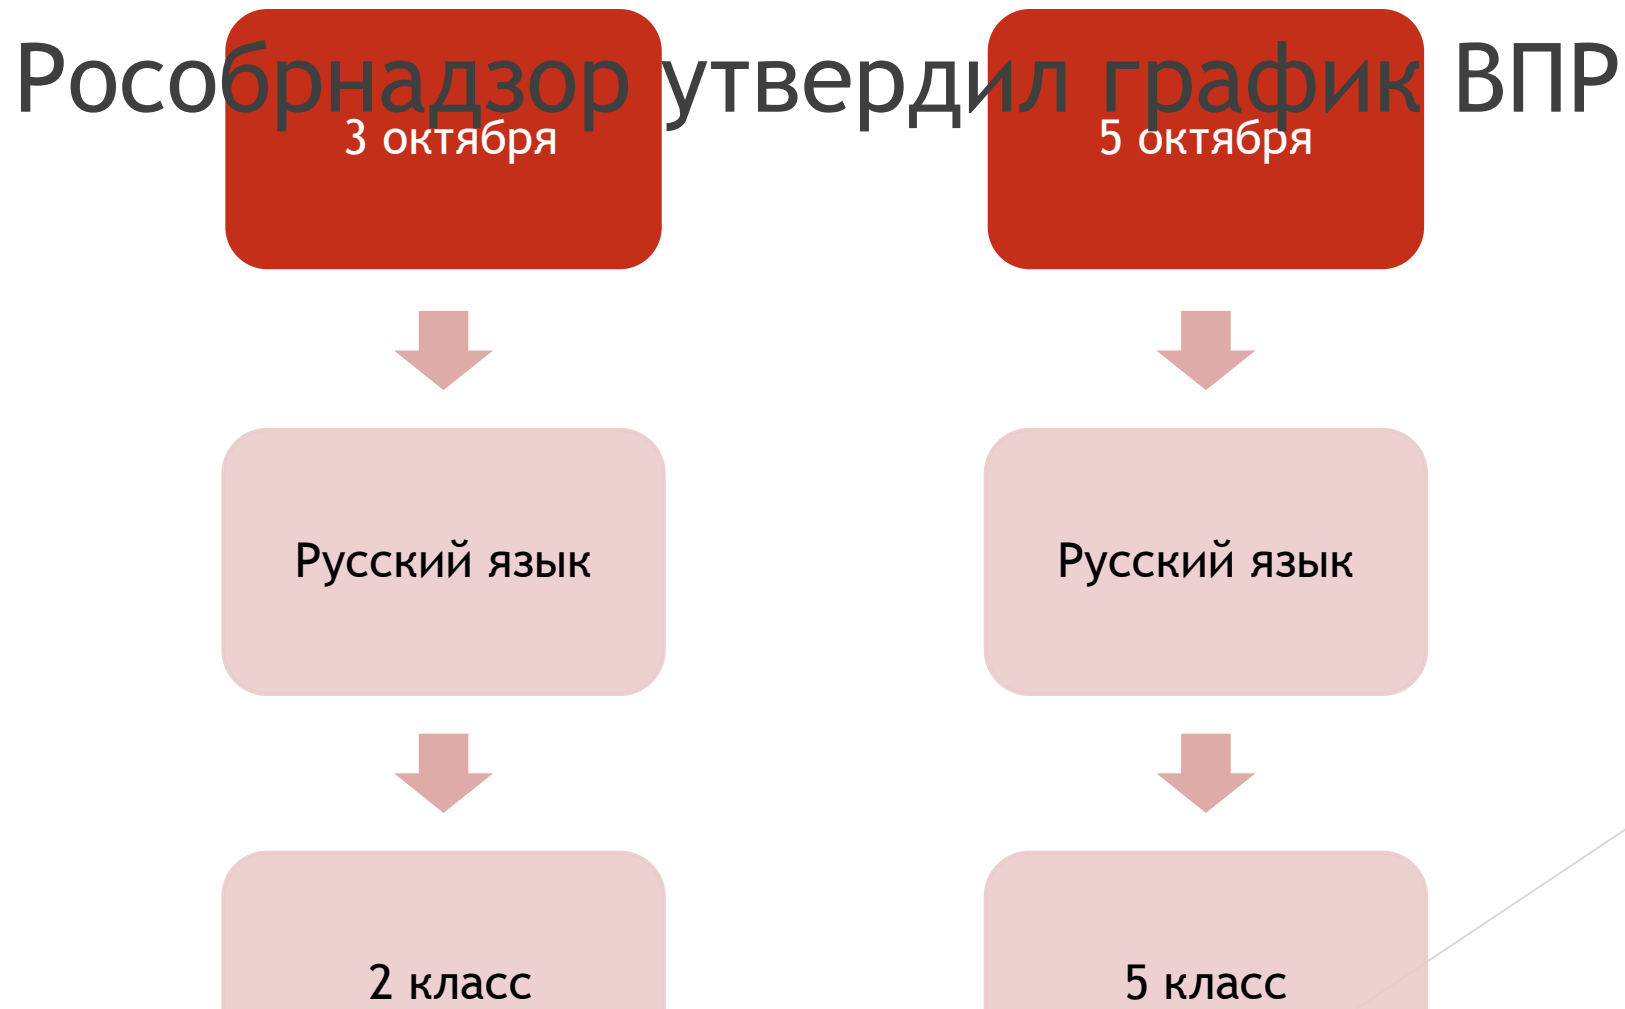 Рособрнадзор утвердил график ВПР
3 октября
5 октября
Русский язык
Русский язык
2 класс
5 класс